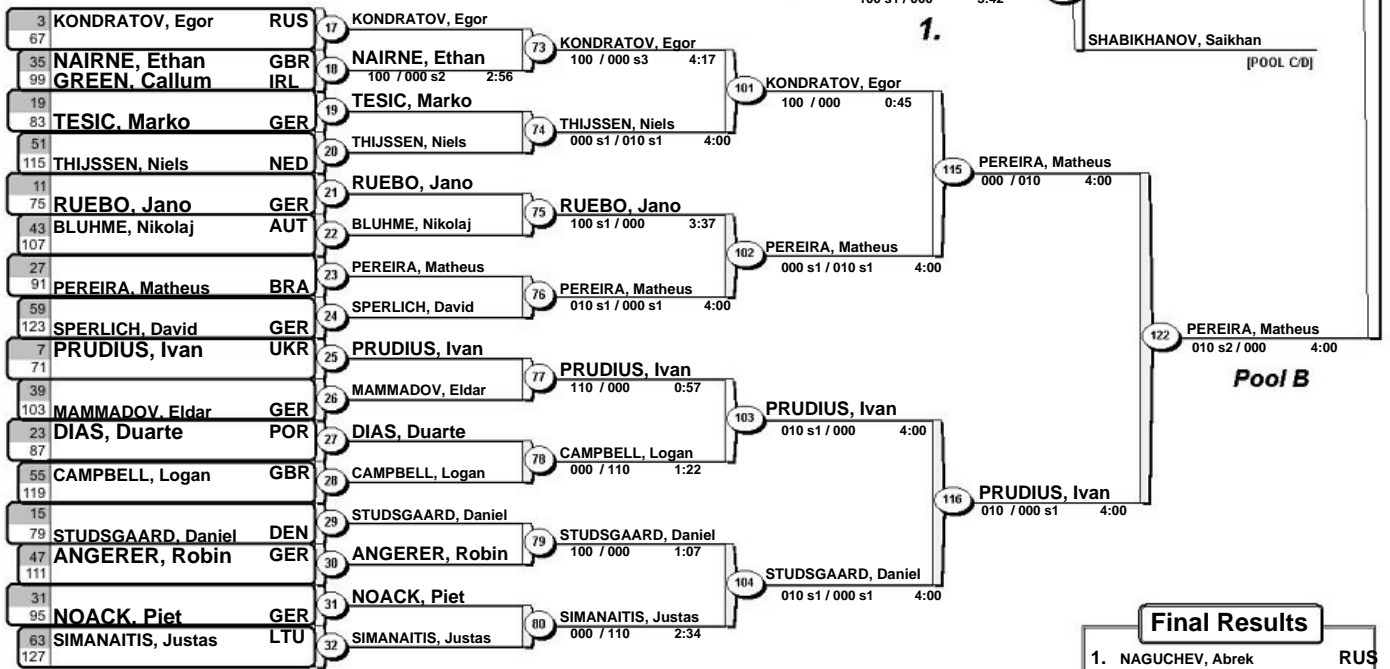 100 s1 / 000 3:42
1.
SHABIKHANOV, Saikhan
[POOL C/D]
3 KONDRATOV, Egor RUS
67
35 NAIRNE, Ethan GBR
99 GREEN, Callum IRL
19
83 TESIC, Marko GER
51
115 THIJSSEN, Niels NED
11
75 RUEBO, Jano GER
43 BLUHME, Nikolaj AUT
107
27
91 PEREIRA, Matheus BRA
59
123 SPERLICH, David GER
7 PRUDIUS, Ivan UKR
71
39
103 MAMMADOV, Eldar GER
23 DIAS, Duarte POR
87
55 CAMPBELL, Logan GBR
119
15
79 STUDSGAARD, Daniel DEN
47 ANGERER, Robin GER
111
31
95 NOACK, Piet GER
63 SIMANAITIS, Justas LTU
127
17 KONDRATOV, Egor
18 NAIRNE, Ethan
100 / 000 s2 2:56
19 TESIC, Marko
20 THIJSSEN, Niels
21 RUEBO, Jano
22 BLUHME, Nikolaj
23 PEREIRA, Matheus
24 SPERLICH, David
25 PRUDIUS, Ivan
26 MAMMADOV, Eldar
27 DIAS, Duarte
28 CAMPBELL, Logan
29 STUDSGAARD, Daniel
30 ANGERER, Robin
31 NOACK, Piet
32 SIMANAITIS, Justas
73 KONDRATOV, Egor
100 / 000 s3 4:17
74 THIJSSEN, Niels
000 s1 / 010 s1 4:00
75 RUEBO, Jano
100 s1 / 000 3:37
76 PEREIRA, Matheus
010 s1 / 000 s1 4:00
77 PRUDIUS, Ivan
110 / 000 0:57
78 CAMPBELL, Logan
000 / 110 1:22
79 STUDSGAARD, Daniel
100 / 000 1:07
80 SIMANAITIS, Justas
000 / 110 2:34
101 KONDRATOV, Egor
100 / 000 0:45
102 PEREIRA, Matheus
000 s1 / 010 s1 4:00
103 PRUDIUS, Ivan
010 s1 / 000 4:00
104 STUDSGAARD, Daniel
010 s1 / 000 s1 4:00
115 PEREIRA, Matheus
000 / 010 4:00
116 PRUDIUS, Ivan
010 / 000 s1 4:00
122 PEREIRA, Matheus
010 s2 / 000 4:00
Pool B
Final Results
1. NAGUCHEV, Abrek RUS